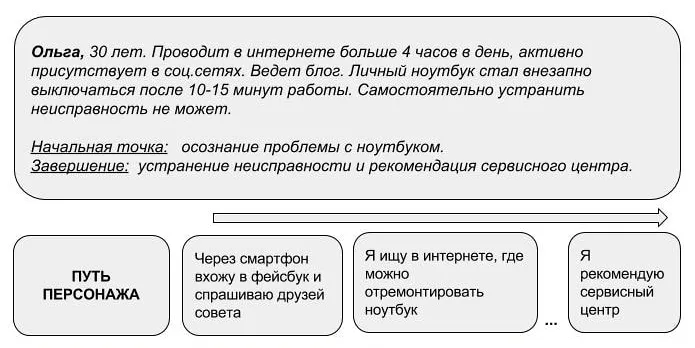 Ольга, 30 лет. Проводит в интернете больше 4 часов в день, активно
присутствует в соц.сетях. Ведет блог. Личный ноутбук стал внезапно
выключаться после 10-15 минут работы. Самостоятельно устранить
неисправность не может.
Начальная точка: осознание проблемы с ноутбуком.
Завершение: устранение неисправности и рекомендация сервисного центра.
ПУТЬ
ПЕРСОНАЖА
Через смартфон
вхожу в фейсбук и
спрашиваю друзей
совета
Я ищу в интернете, где
можно
отремонтировать
ноутбук
...
Я
рекомендую
сервисный
центр